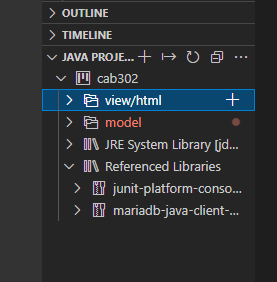 OUTLINE
TIMELINE
JAVA PROJE...
cab302
view/html
model
JRE System Library [jd...
Referenced Libraries
junit-platform-conso...
mariadb-java-client-...